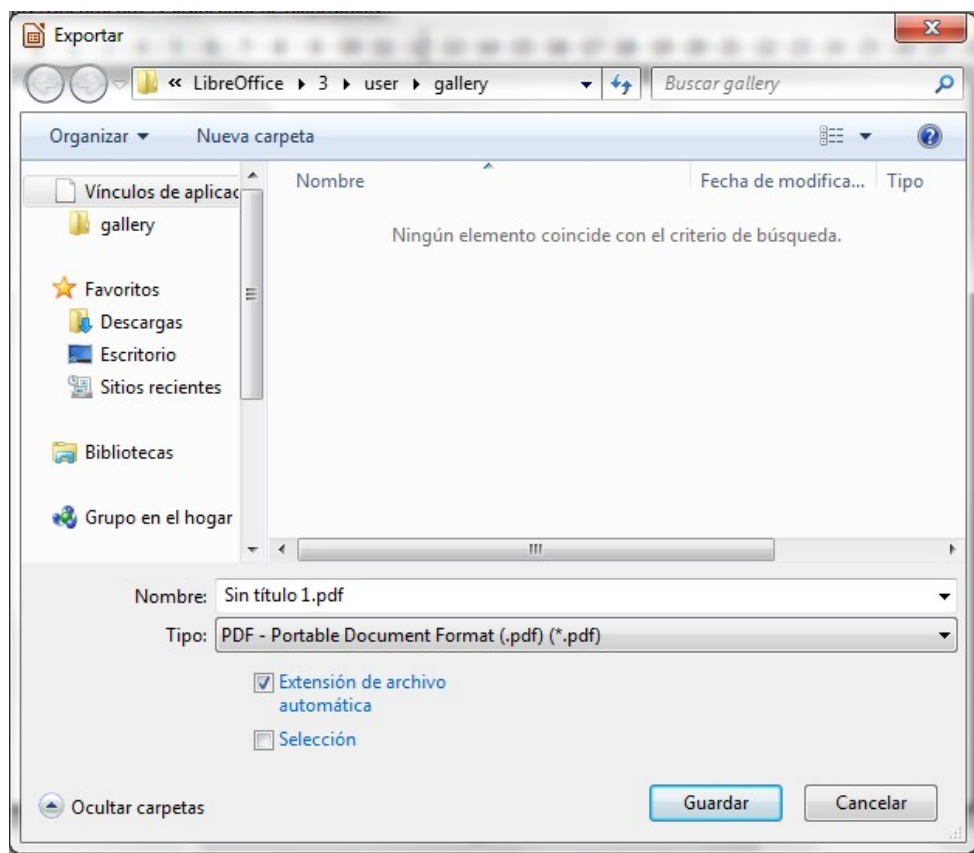 Exportar
« LibreOffice ▸ 3 ▸ user ▸ gallery
Buscar gallery
Organizar
Nueva carpeta
Vínculos de aplicac
gallery
Favoritos
Descargas
Escritorio
Sitios recientes
Bibliotecas
Grupo en el hogar
Nombre
Fecha de modifica...
Tipo
Ningún elemento coincide con el criterio de búsqueda.
Nombre: Sin título 1.pdf
Tipo: PDF - Portable Document Format (.pdf) (*.pdf)
Extensión de archivo
automática
Selección
Ocultar carpetas
Guardar
Cancelar